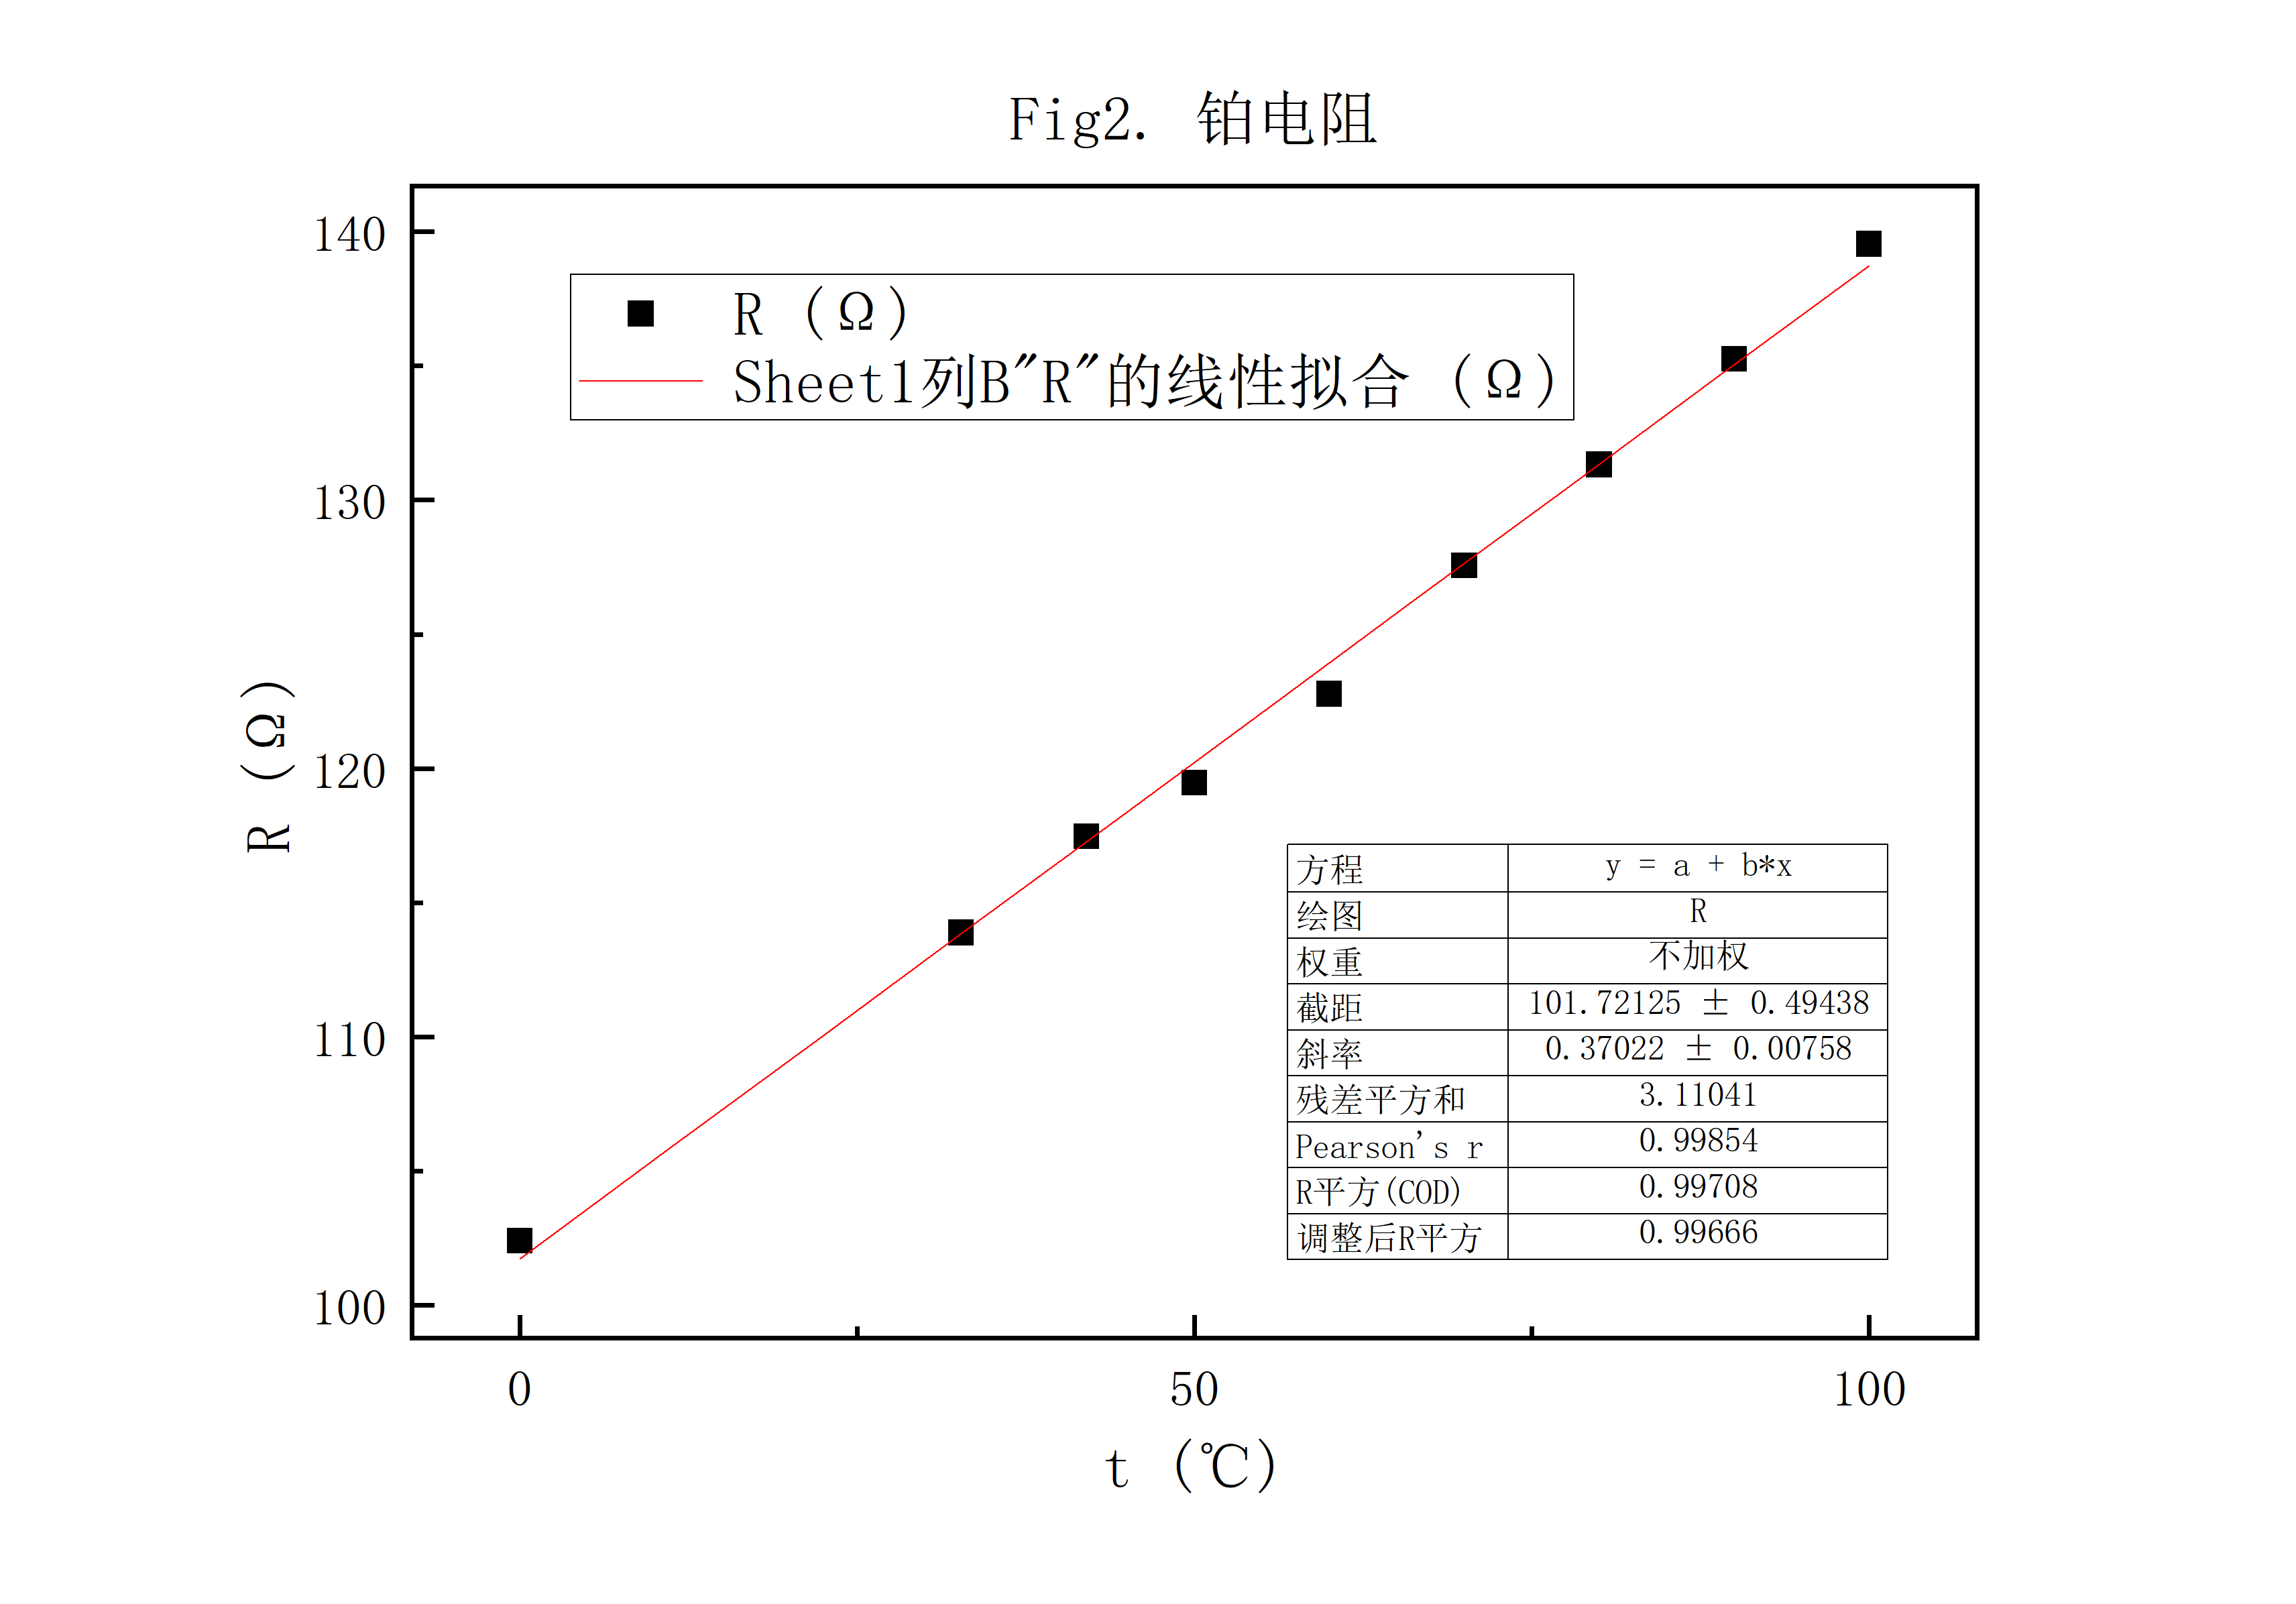 Fig2. 铂电阻
140
130
120
110
100
R (Ω)
R (Ω)
Sheet1列B"R"的线性拟合 (Ω)
方程 y = a + b*x
绘图 R
权重 不加权
截距 101.72125 ± 0.49438
斜率 0.37022 ± 0.00758
残差平方和 3.11041
Pearson's r 0.99854
R平方(COD) 0.99708
调整后R平方 0.99666
0 50 100
t (℃)